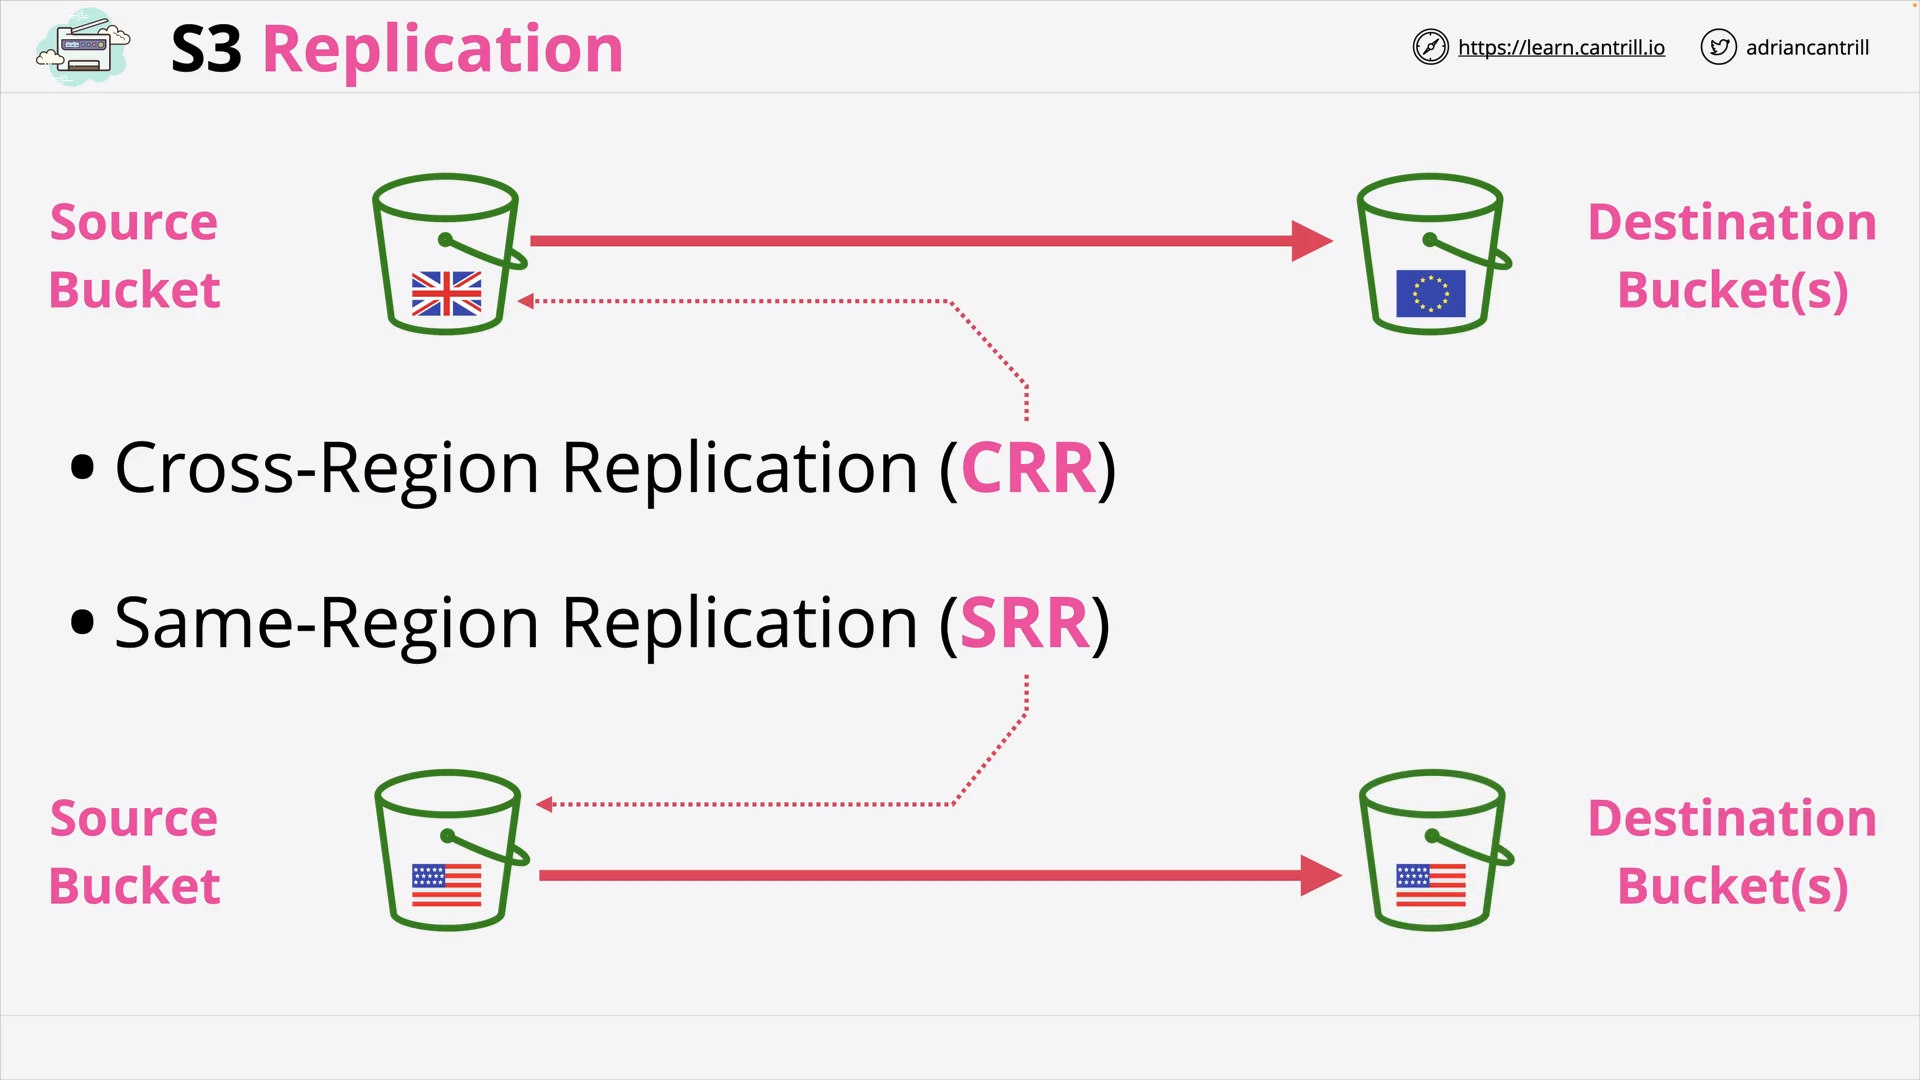 S3 Replication
https://learn.cantrill.io
adriancantrill
Source
Bucket
Destination
Bucket(s)
• Cross-Region Replication (CRR)
• Same-Region Replication (SRR)
Source
Bucket
Destination
Bucket(s)